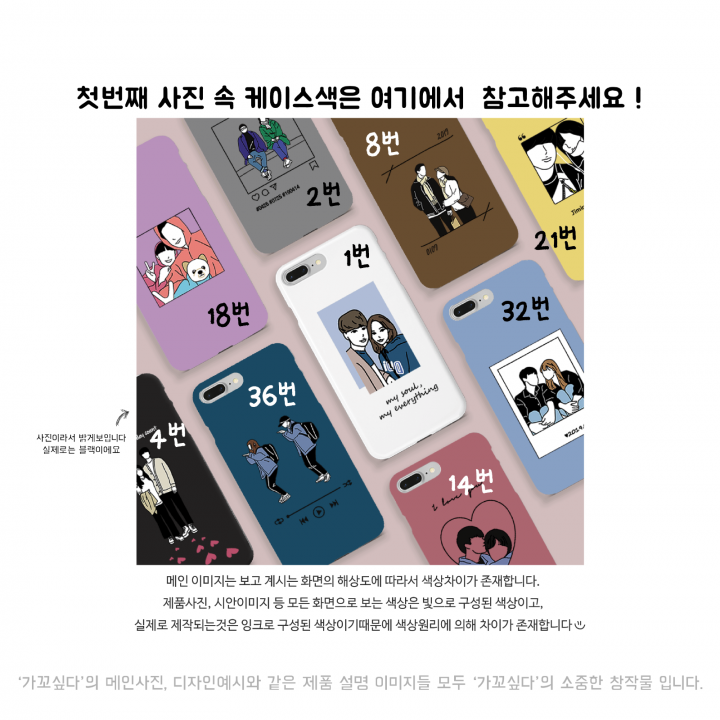 첫번째 사진 속 케이스색은 여기에서 참고해주세요 !
2번
8번
2017
0109
21번
18번
1번
my soul,
my everything
32번
36번
4번
14번
I love you
사진이라서 밝게보입니다
실제로는 블랙이에요
메인 이미지는 보고 계시는 화면의 해상도에 따라서 색상차이가 존재합니다.
제품사진, 시안이미지 등 모든 화면으로 보는 색상은 빛으로 구성된 색상이고,
실제로 제작되는것은 잉크로 구성된 색상이기때문에 색상원리에 의해 차이가 존재합니다
‘가꼬싶다’의 메인사진, 디자인예시와 같은 제품 설명 이미지들 모두 ‘가꼬싶다’의 소중한 창작물 입니다.